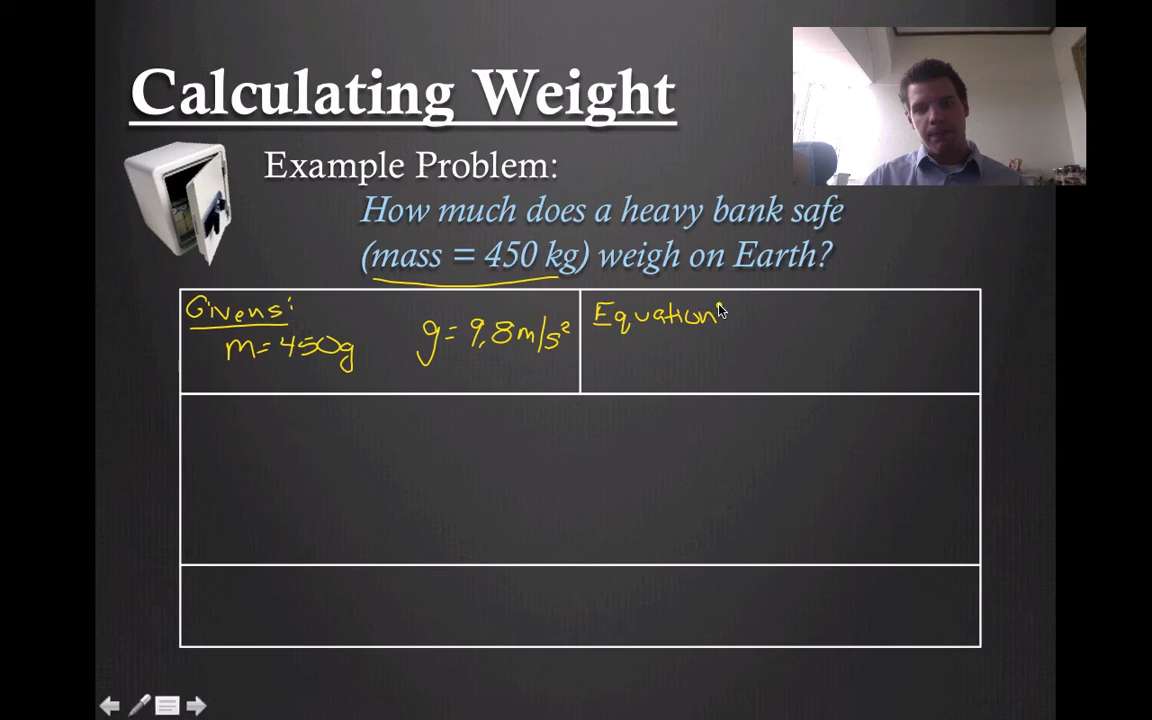 Calculating Weight
Example Problem:
How much does a heavy bank safe
(mass = 450 kg) weigh on Earth?
Givens:
m=450g
g=9.8m/s²
Equation: